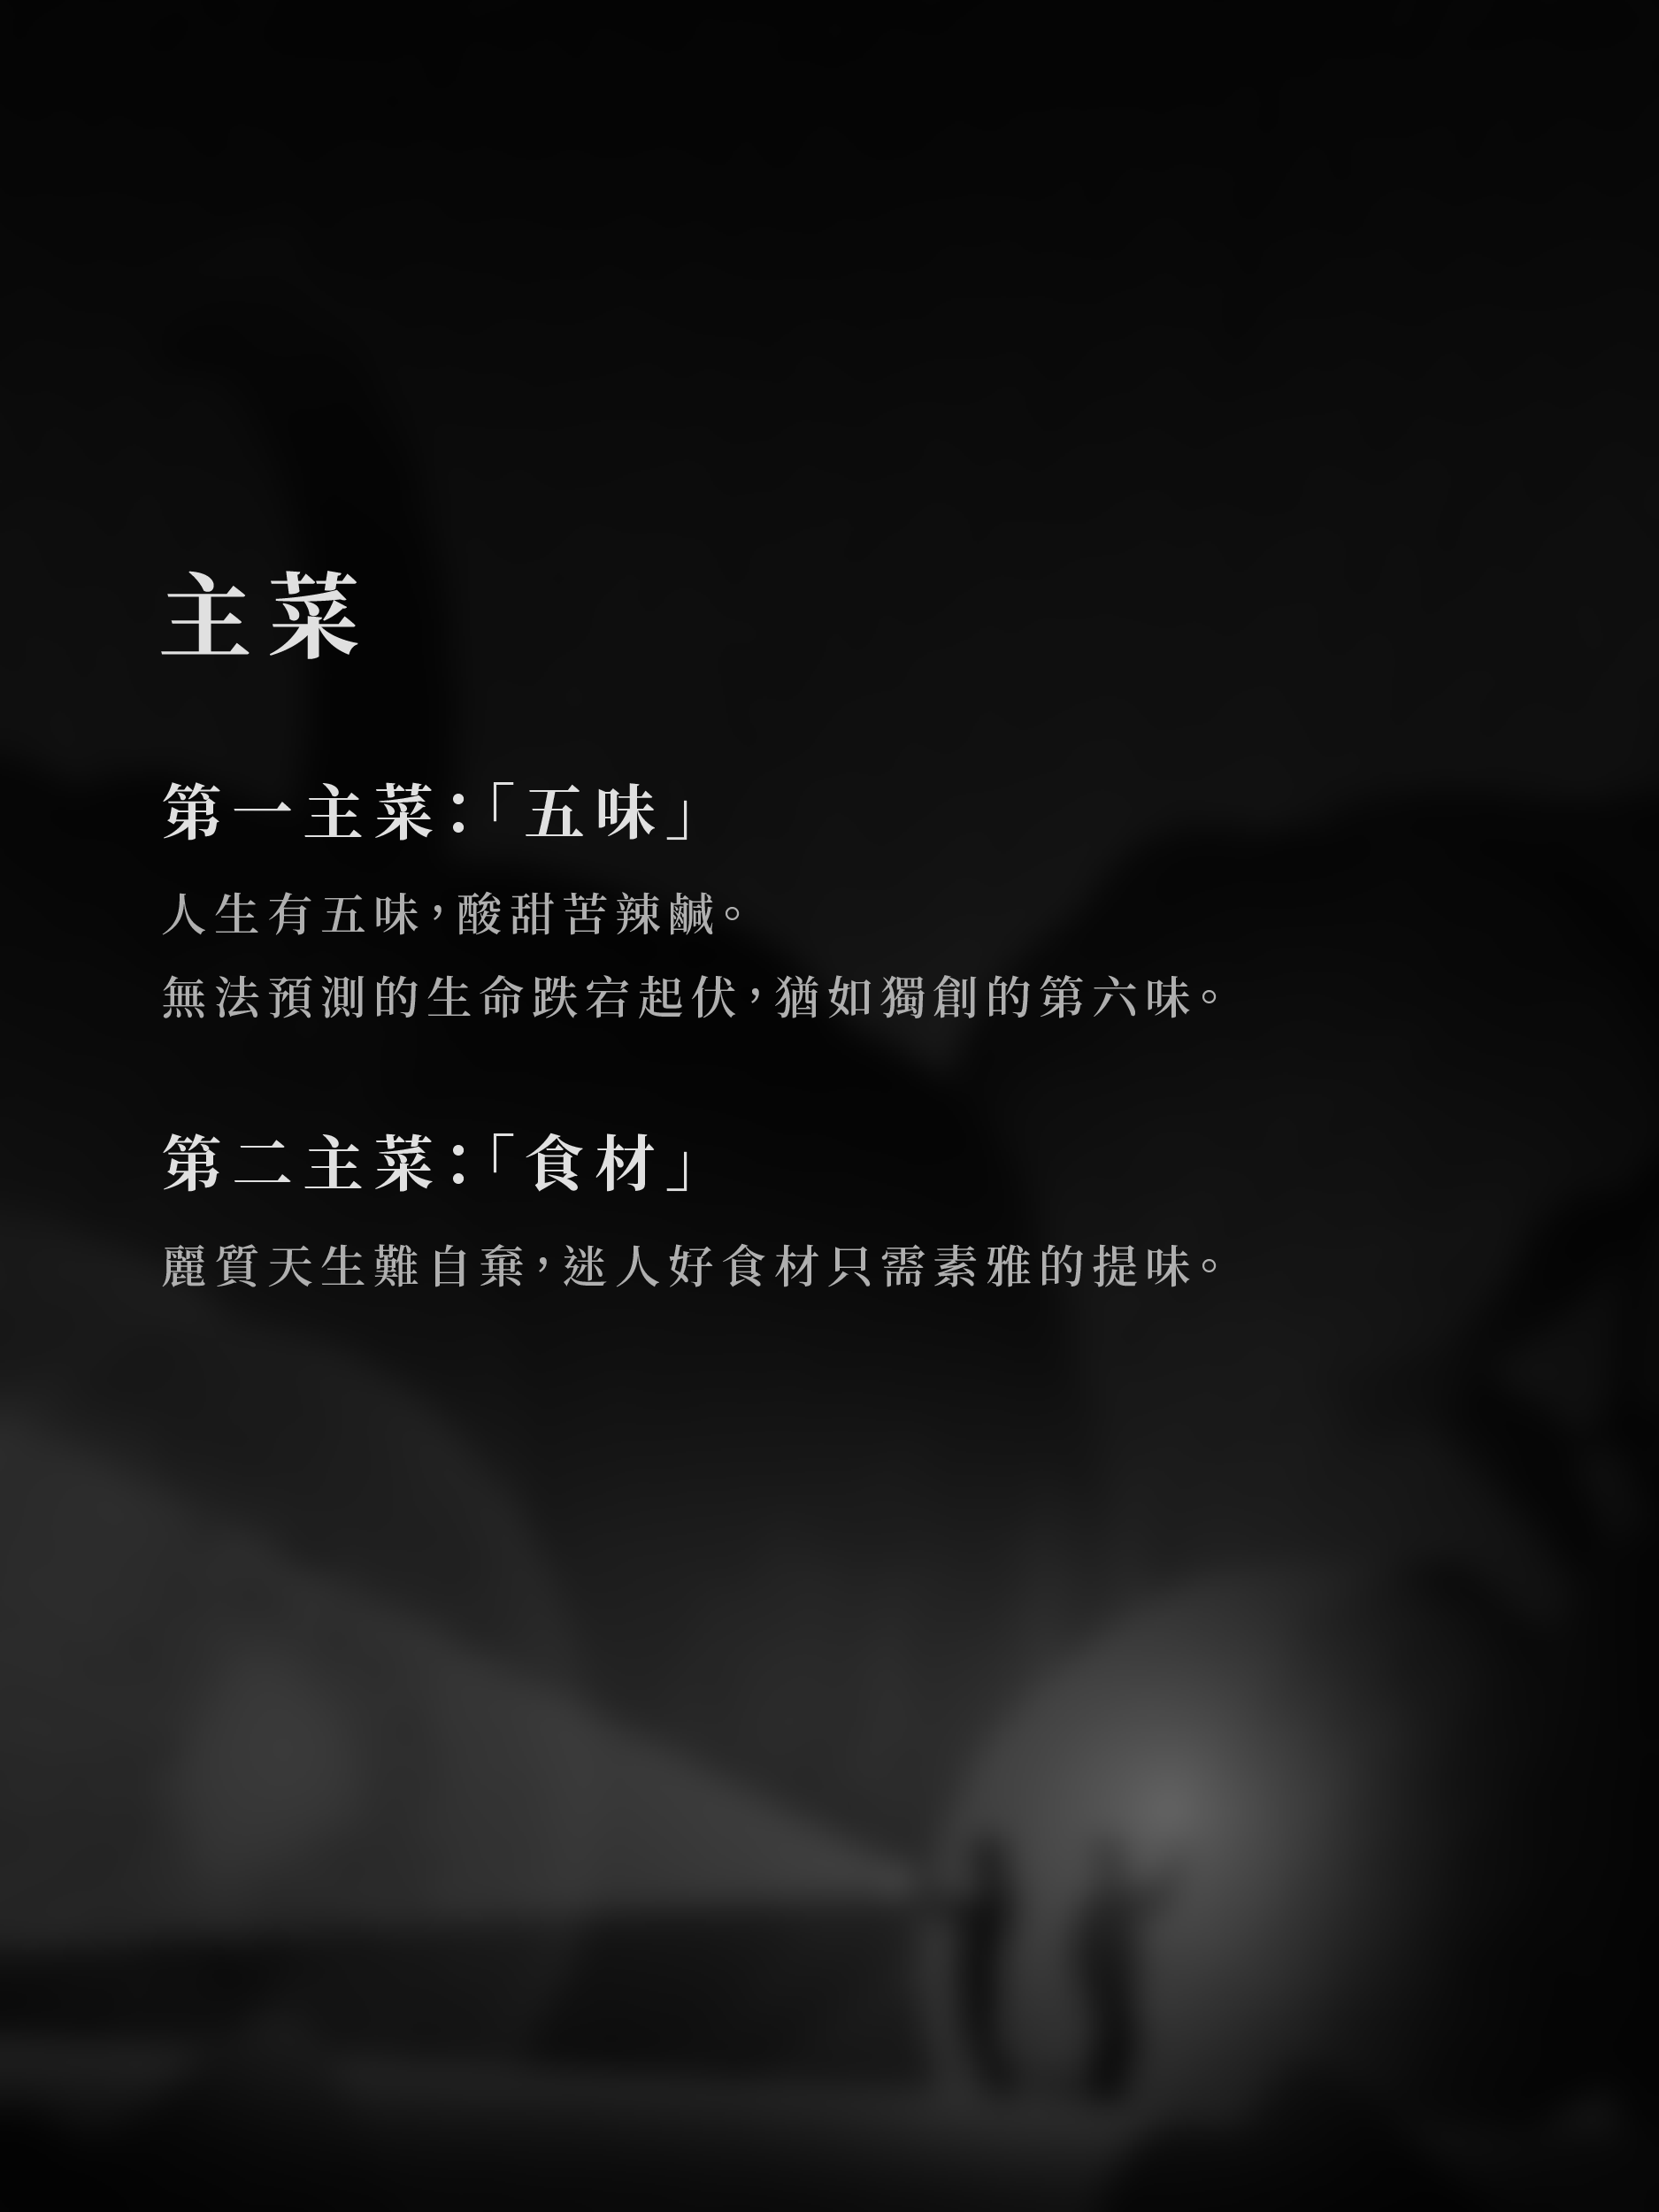 主菜
第一主菜：「五味」
人生有五味，酸甜苦辣鹹。
無法預測的生命跌宕起伏，猶如獨創的第六味。
第二主菜：「食材」
麗質天生難自棄，迷人好食材只需素雅的提味。